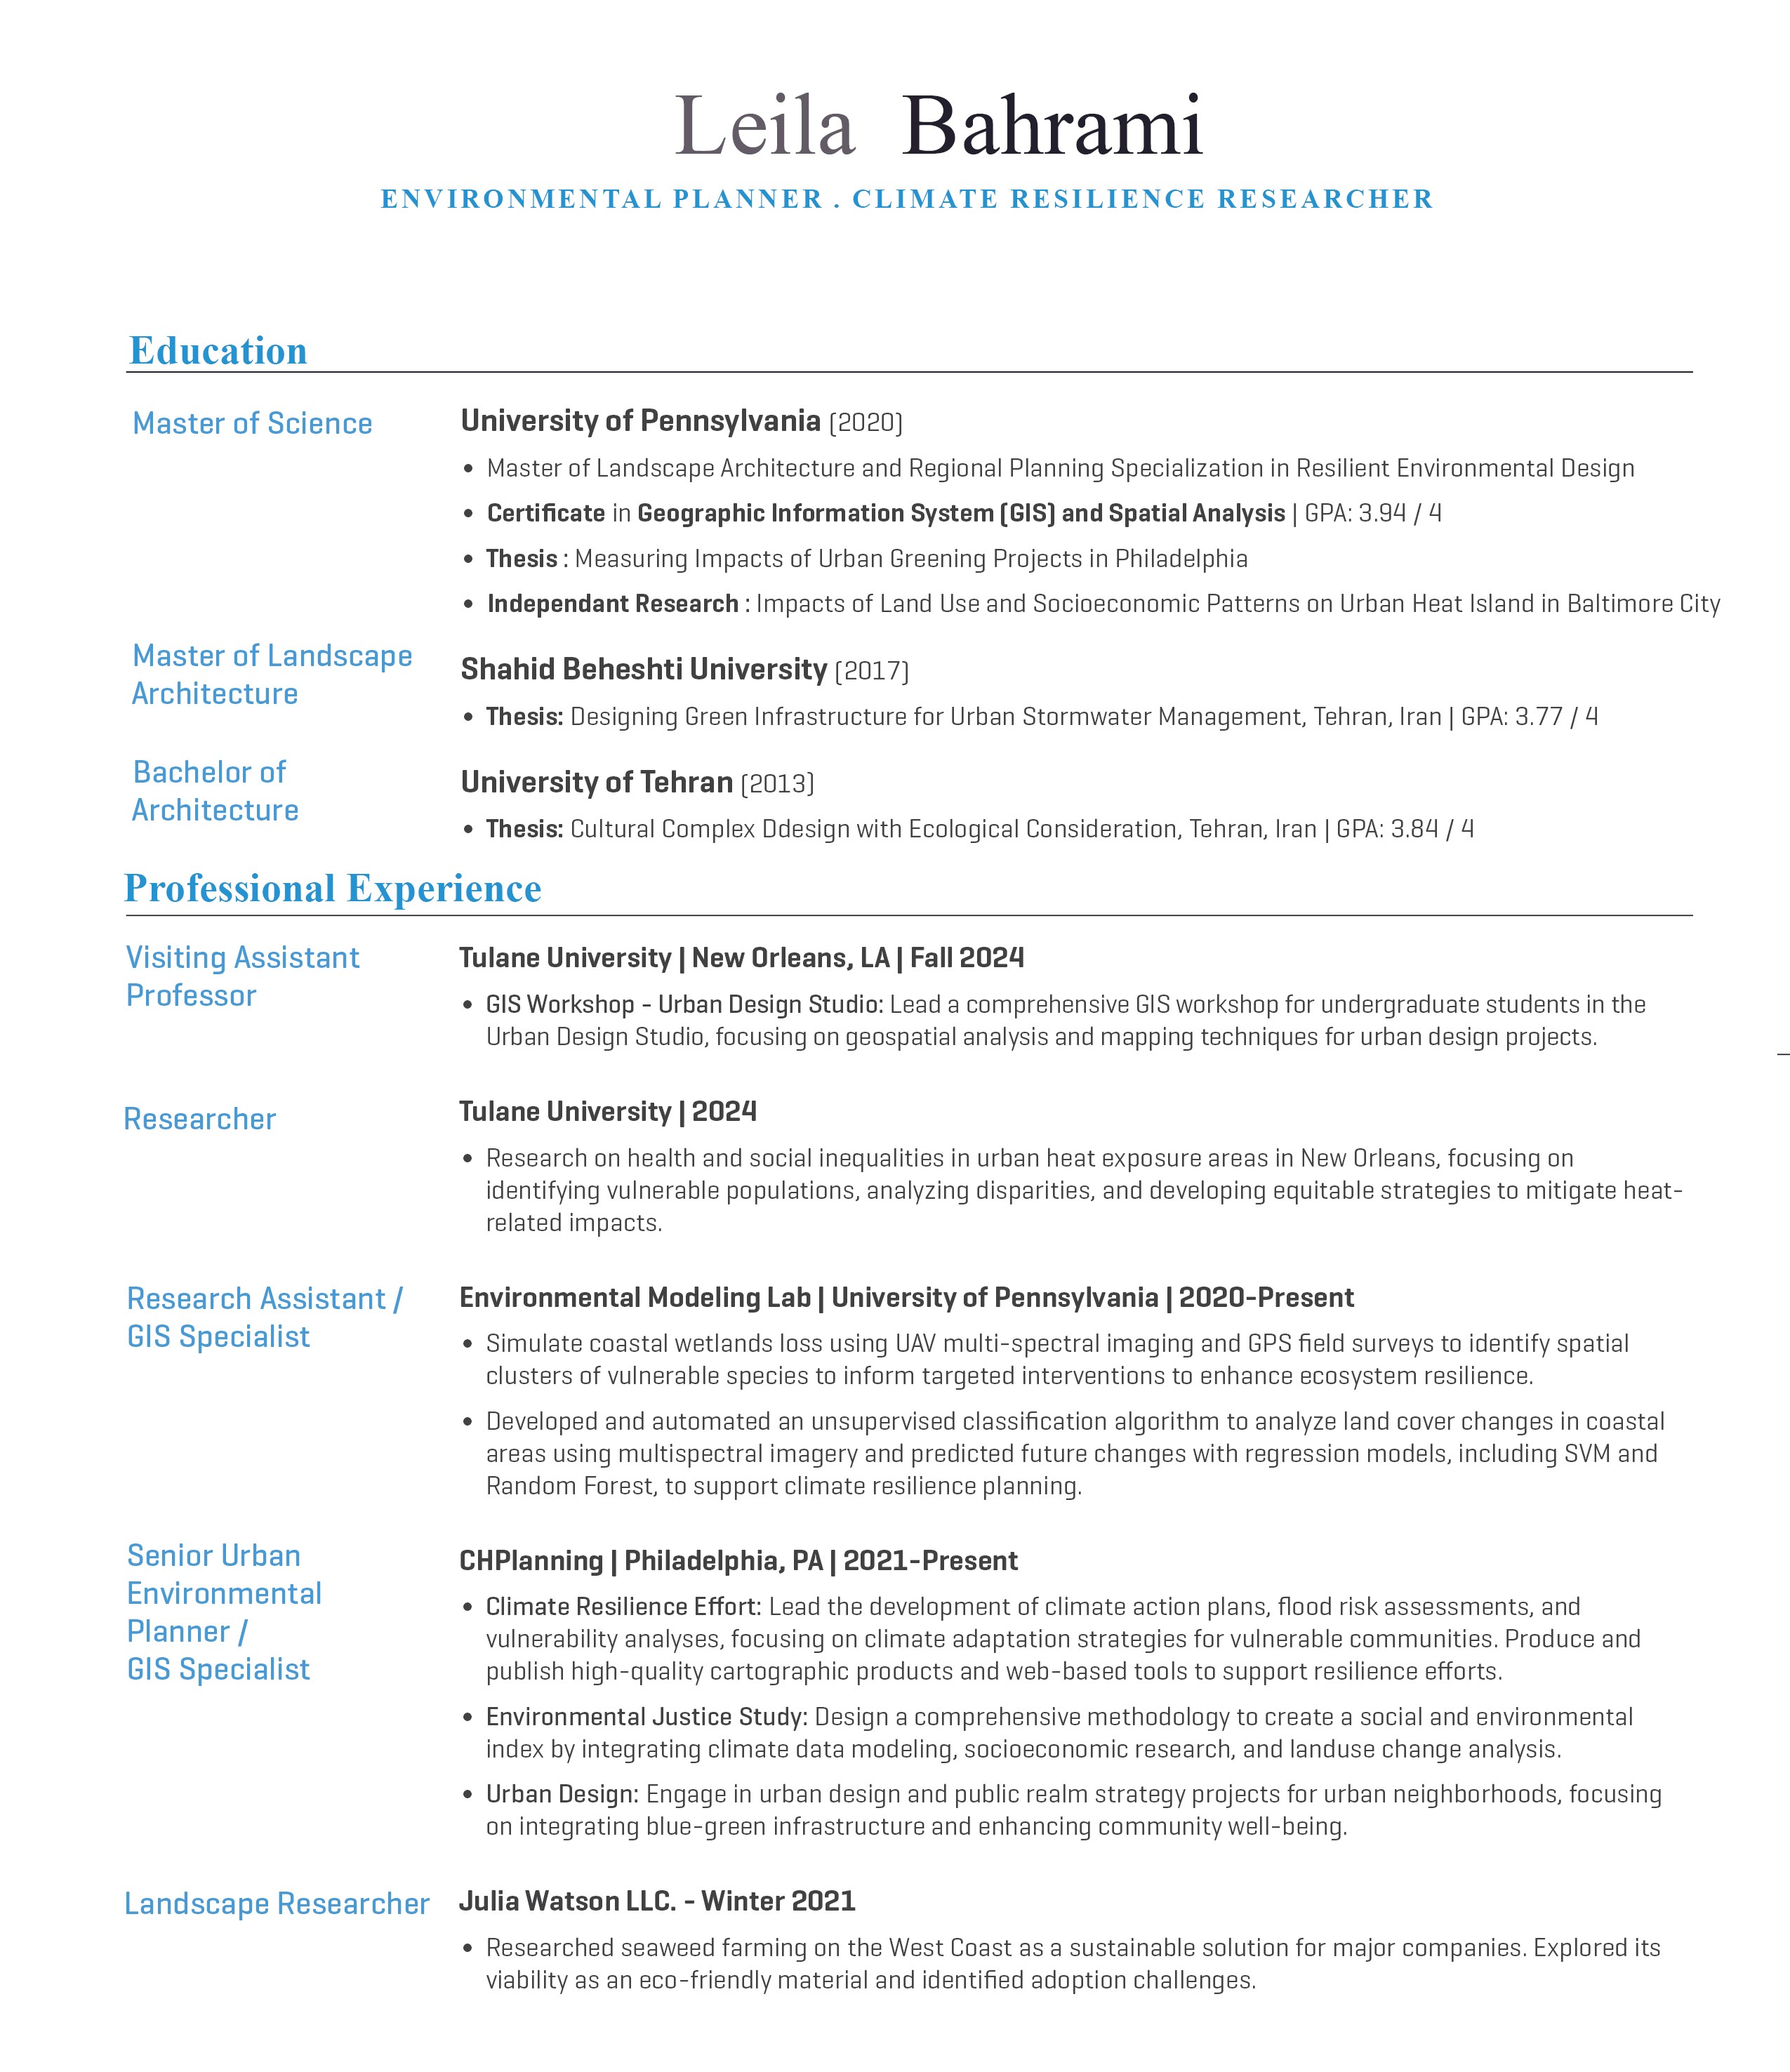 Leila Bahrami
ENVIRONMENTAL PLANNER . CLIMATE RESILIENCE RESEARCHER
Education
Master of Science
University of Pennsylvania (2020)
• Master of Landscape Architecture and Regional Planning Specialization in Resilient Environmental Design
• Certificate in Geographic Information System (GIS) and Spatial Analysis | GPA: 3.94 / 4
• Thesis : Measuring Impacts of Urban Greening Projects in Philadelphia
• Independant Research : Impacts of Land Use and Socioeconomic Patterns on Urban Heat Island in Baltimore City
Master of Landscape
Architecture
Shahid Beheshti University (2017)
• Thesis: Designing Green Infrastructure for Urban Stormwater Management, Tehran, Iran | GPA: 3.77 / 4
Bachelor of
Architecture
University of Tehran (2013)
• Thesis: Cultural Complex Ddesign with Ecological Consideration, Tehran, Iran | GPA: 3.84 / 4
Professional Experience
Visiting Assistant
Professor
Tulane University | New Orleans, LA | Fall 2024
• GIS Workshop - Urban Design Studio: Lead a comprehensive GIS workshop for undergraduate students in the
Urban Design Studio, focusing on geospatial analysis and mapping techniques for urban design projects.
Researcher
Tulane University | 2024
• Research on health and social inequalities in urban heat exposure areas in New Orleans, focusing on
identifying vulnerable populations, analyzing disparities, and developing equitable strategies to mitigate heat-
related impacts.
Research Assistant /
GIS Specialist
Environmental Modeling Lab | University of Pennsylvania | 2020-Present
• Simulate coastal wetlands loss using UAV multi-spectral imaging and GPS field surveys to identify spatial
clusters of vulnerable species to inform targeted interventions to enhance ecosystem resilience.
• Developed and automated an unsupervised classification algorithm to analyze land cover changes in coastal
areas using multispectral imagery and predicted future changes with regression models, including SVM and
Random Forest, to support climate resilience planning.
Senior Urban
Environmental
Planner /
GIS Specialist
CHPlanning | Philadelphia, PA | 2021-Present
• Climate Resilience Effort: Lead the development of climate action plans, flood risk assessments, and
vulnerability analyses, focusing on climate adaptation strategies for vulnerable communities. Produce and
publish high-quality cartographic products and web-based tools to support resilience efforts.
• Environmental Justice Study: Design a comprehensive methodology to create a social and environmental
index by integrating climate data modeling, socioeconomic research, and landuse change analysis.
• Urban Design: Engage in urban design and public realm strategy projects for urban neighborhoods, focusing
on integrating blue-green infrastructure and enhancing community well-being.
Landscape Researcher
Julia Watson LLC. - Winter 2021
• Researched seaweed farming on the West Coast as a sustainable solution for major companies. Explored its
viability as an eco-friendly material and identified adoption challenges.